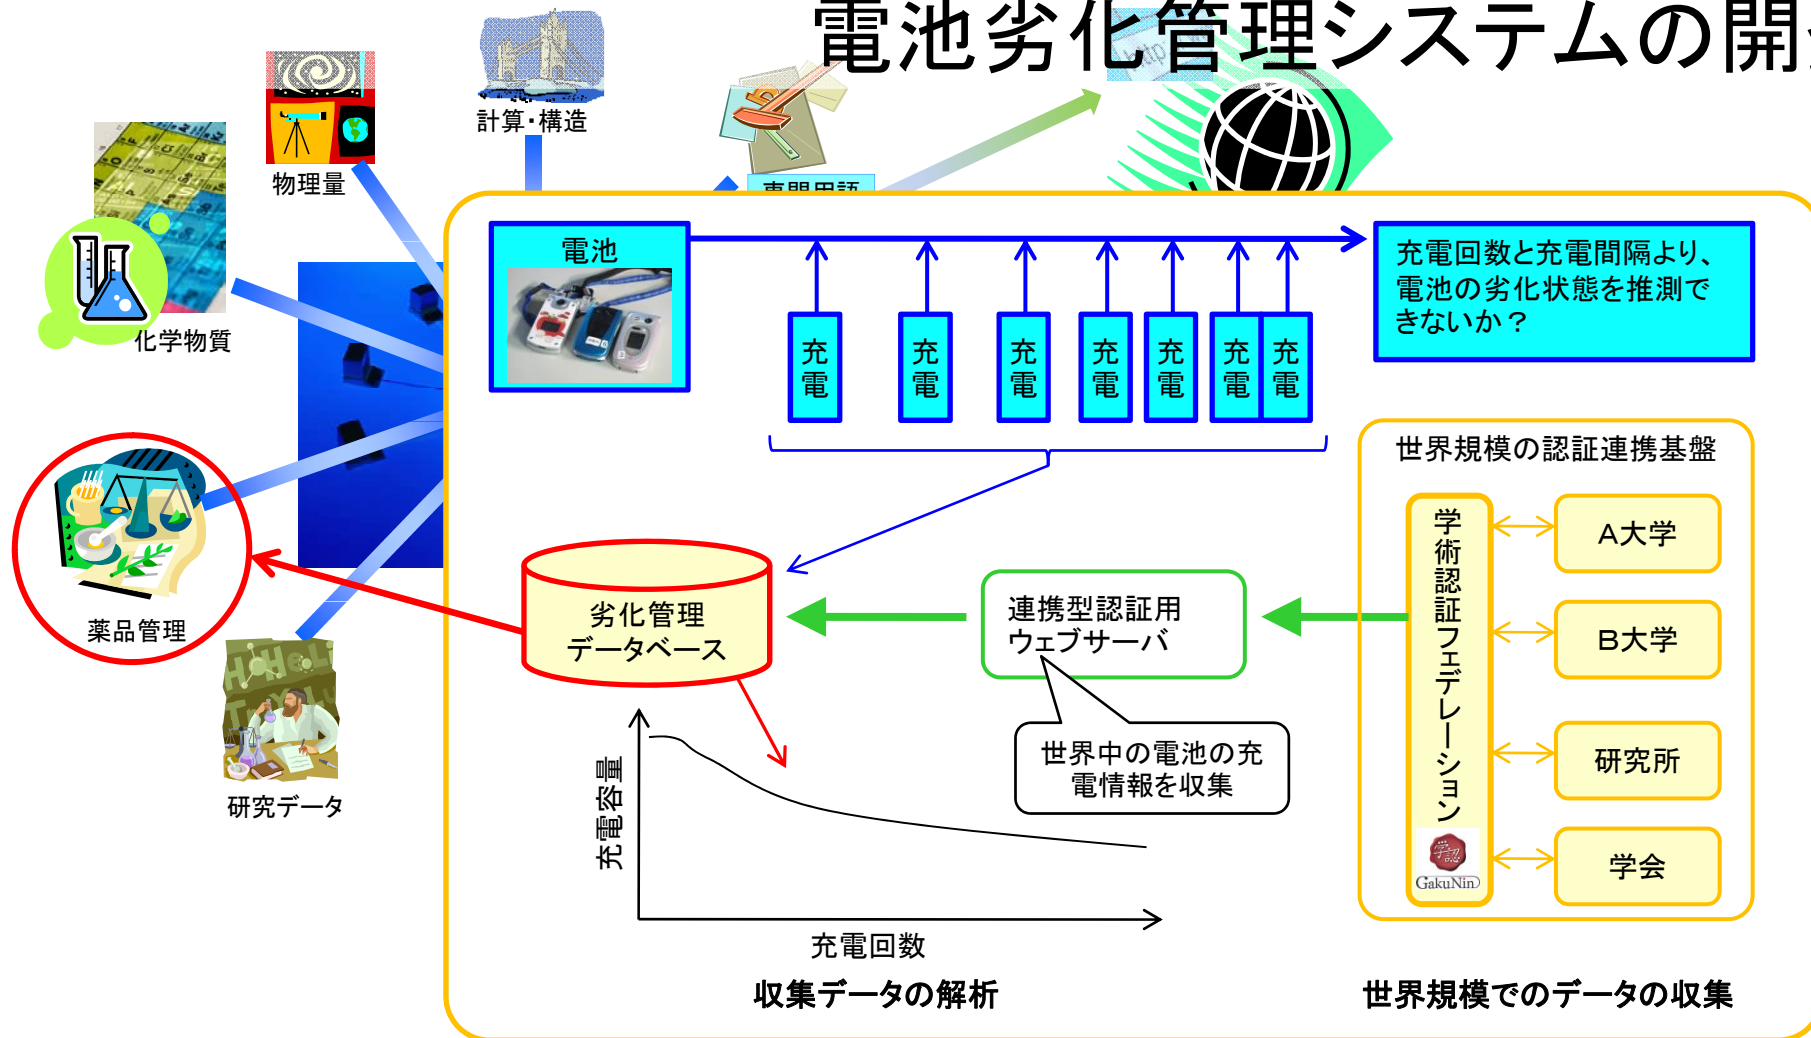 電池劣化管理システムの開
計算・構造
http
物理量
専門用語
化学物質
薬品管理
研究データ
電池
充電
充電
充電
充電
充電
充電
充電
充電回数と充電間隔より、
電池の劣化状態を推測で
きないか？
世界規模の認証連携基盤
学術認証フェデレーション
学認
GakuNin
A大学
B大学
研究所
学会
連携型認証用
ウェブサーバ
世界中の電池の充
電情報を収集
劣化管理
データベース
充電容量
充電回数
収集データの解析
世界規模でのデータの収集